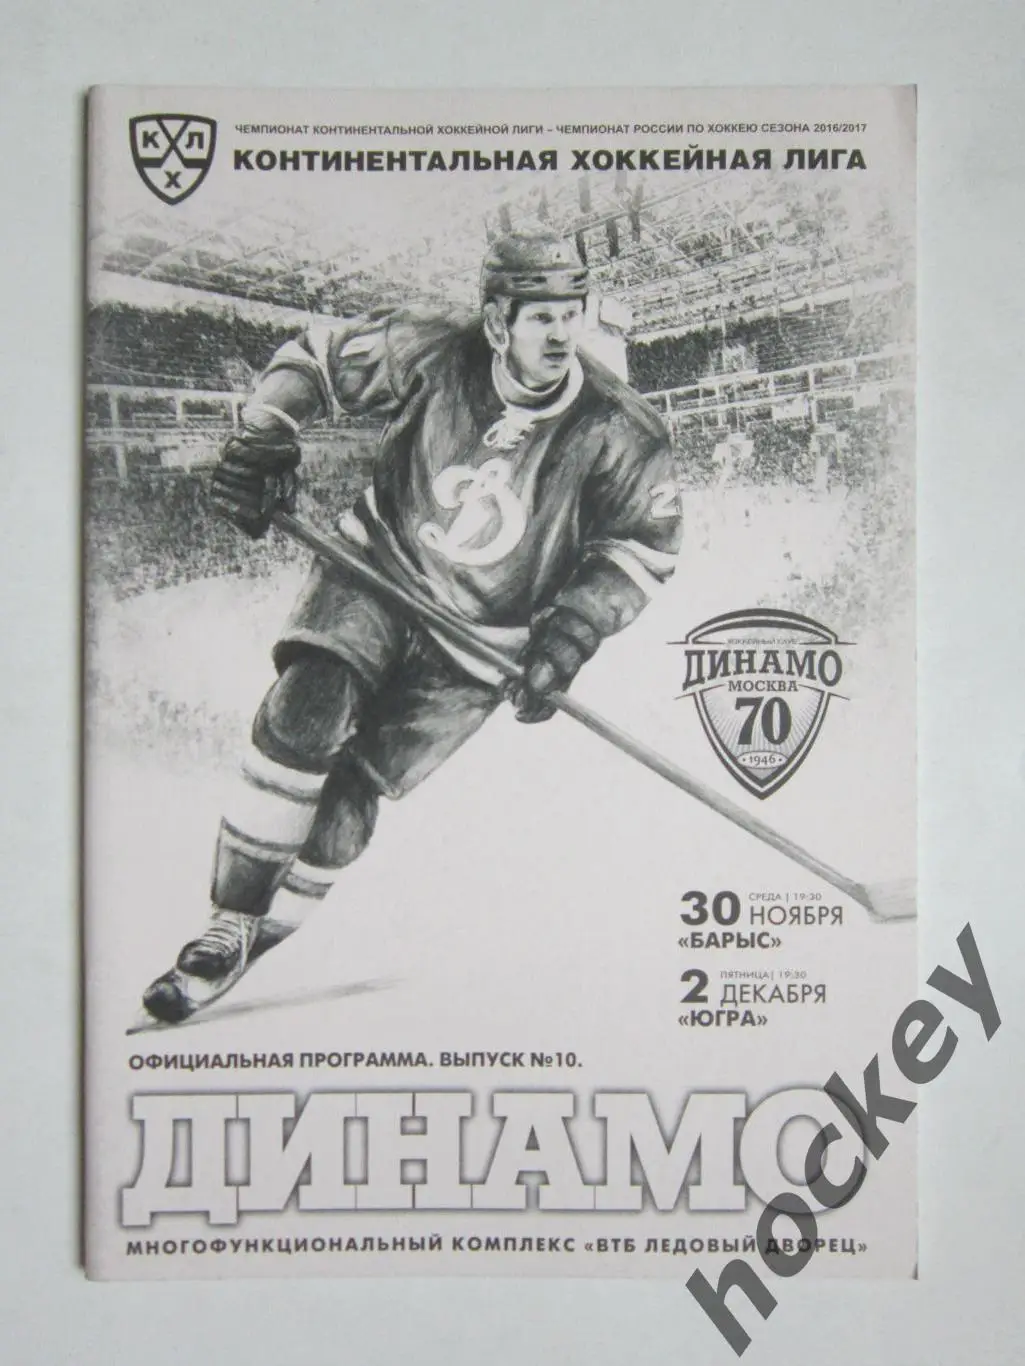 КХЛ
ЧЕМПИОНАТ КОНТИНЕНТАЛЬНОЙ ХОККЕЙНОЙ ЛИГИ – ЧЕМПИОНАТ РОССИИ ПО ХОККЕЮ СЕЗОНА 2016/2017
КОНТИНЕНТАЛЬНАЯ ХОККЕЙНАЯ ЛИГА
Д
2
ХОККЕЙНЫЙ КЛУБ
ДИНАМО
МОСКВА
70
·1946·
СРЕДА | 19:30
30 НОЯБРЯ
«БАРЫС»
ПЯТНИЦА | 19:30
2 ДЕКАБРЯ
«ЮГРА»
ОФИЦИАЛЬНАЯ ПРОГРАММА. ВЫПУСК №10.
ДИНАМО
МНОГОФУНКЦИОНАЛЬНЫЙ КОМПЛЕКС «ВТБ ЛЕДОВЫЙ ДВОРЕЦ»
hockey